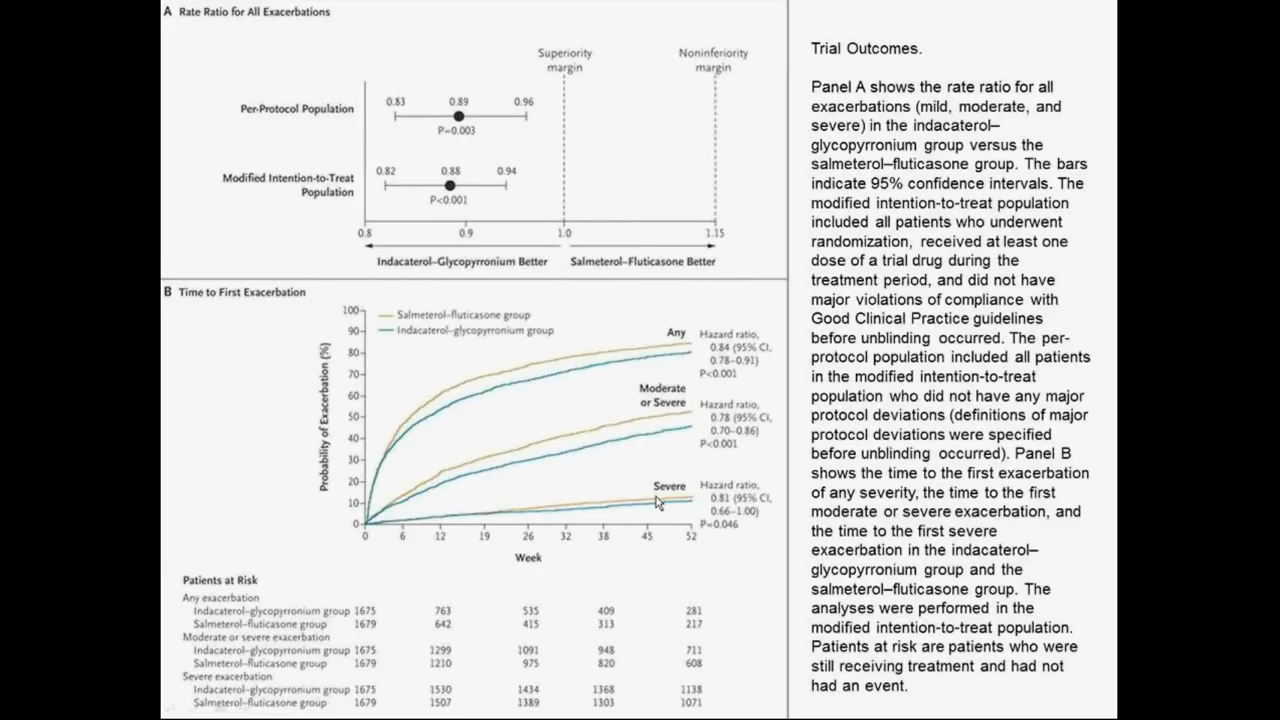 A Rate Ratio for All Exacerbations
Superiority margin
Noninferiority margin
Per-Protocol Population
0.83 0.89 0.96
P=0.003
Modified Intention-to-Treat Population
0.82 0.88 0.94
P<0.001
0.8 0.9 1.0 1.15
Indacaterol–Glycopyrronium Better Salmeterol–Fluticasone Better
B Time to First Exacerbation
Probability of Exacerbation (%)
100
90
80
70
60
50
40
30
20
10
0
Salmeterol–fluticasone group
Indacaterol–glycopyrronium group
Any
Hazard ratio,
0.84 (95% CI,
0.78–0.91)
P<0.001
Moderate
or Severe
Hazard ratio,
0.78 (95% CI,
0.70–0.86)
P<0.001
Severe
Hazard ratio,
0.81 (95% CI,
0.66–1.00)
P=0.046
0 6 12 19 26 32 38 45 52
Week
Patients at Risk
Any exacerbation
Indacaterol–glycopyrronium group 1675 763 535 409 281
Salmeterol–fluticasone group 1679 642 415 313 217
Moderate or severe exacerbation
Indacaterol–glycopyrronium group 1675 1299 1091 948 711
Salmeterol–fluticasone group 1679 1210 975 820 608
Severe exacerbation
Indacaterol–glycopyrronium group 1675 1530 1434 1368 1138
Salmeterol–fluticasone group 1679 1507 1389 1303 1071
Trial Outcomes.
Panel A shows the rate ratio for all
exacerbations (mild, moderate, and
severe) in the indacaterol–
glycopyrronium group versus the
salmeterol–fluticasone group. The bars
indicate 95% confidence intervals. The
modified intention-to-treat population
included all patients who underwent
randomization, received at least one
dose of a trial drug during the
treatment period, and did not have
major violations of compliance with
Good Clinical Practice guidelines
before unblinding occurred. The per-
protocol population included all patients
in the modified intention-to-treat
population who did not have any major
protocol deviations (definitions of major
protocol deviations were specified
before unblinding occurred). Panel B
shows the time to the first exacerbation
of any severity, the time to the first
moderate or severe exacerbation, and
the time to the first severe
exacerbation in the indacaterol–
glycopyrronium group and the
salmeterol–fluticasone group. The
analyses were performed in the
modified intention-to-treat population.
Patients at risk are patients who were
still receiving treatment and had not
had an event.